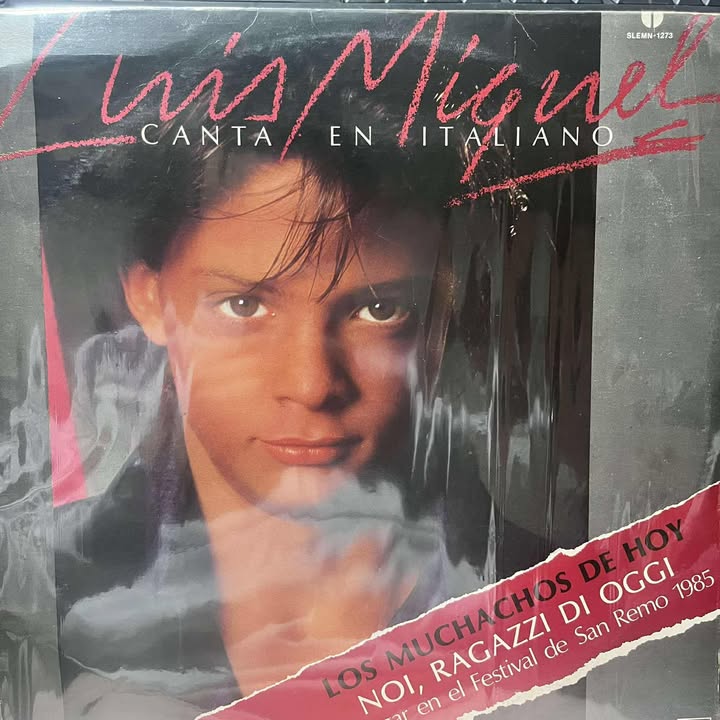 SLEMN-1273
Luis Miguel
CANTA EN ITALIANO
LOS MUCHACHOS DE HOY
NOI, RAGAZZI DI OGGI
en el Festival de San Remo 1985